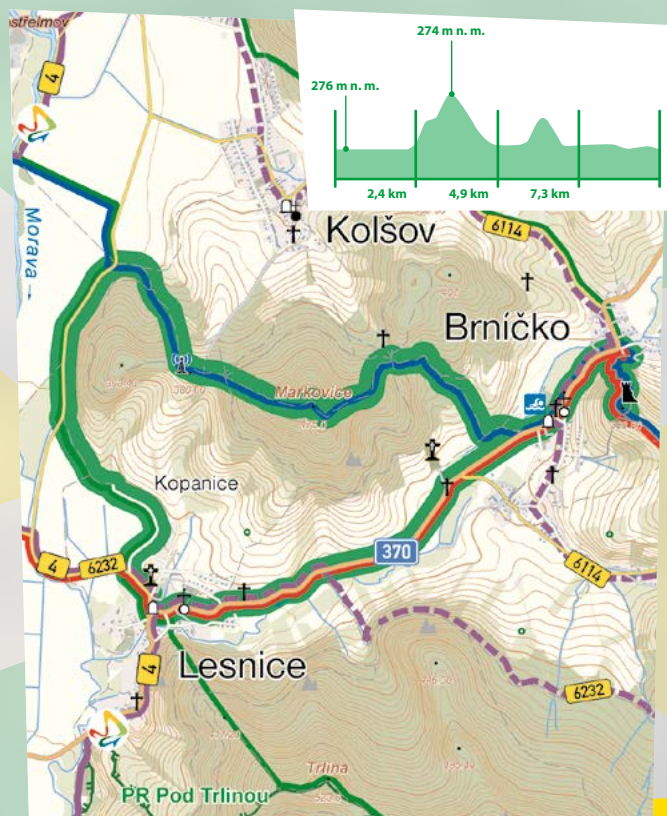 274 m n. m.
276 m n. m.
2,4 km
4,9 km
7,3 km
4
Morava
Kolšov
6114
Brníčko
Markovice
Kopanice
370
4
6232
6114
4
Lesnice
6232
Trlina
PR Pod Trlinou